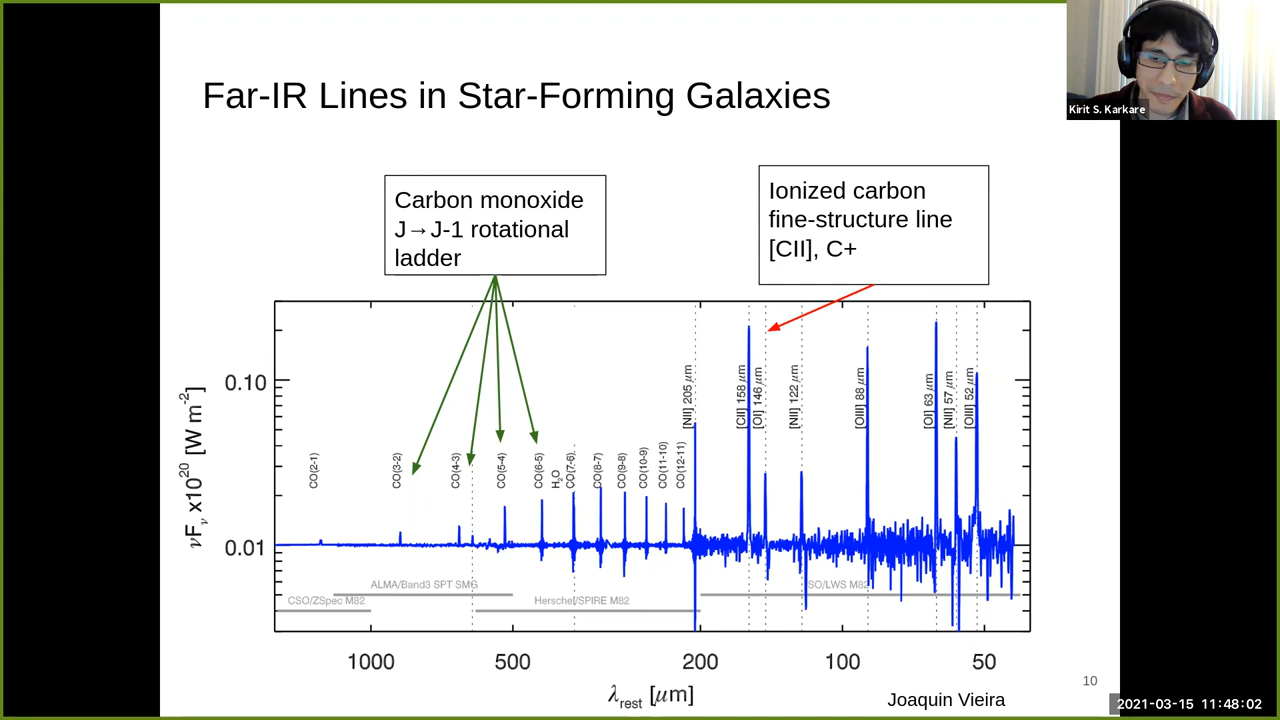 Far-IR Lines in Star-Forming Galaxies
Kirit S. Karkare
Carbon monoxide
J→J-1 rotational
ladder
Ionized carbon
fine-structure line
[CII], C+
νFν x10²⁰ [W m⁻²]
0.10
0.01
CO(2-1)
CO(3-2)
CO(4-3)
CO(5-4)
CO(6-5)
H₂O
CO(7-6)
CO(8-7)
CO(9-8)
CO(10-9)
CO(11-10)
CO(12-11)
[NII] 205 μm
[CII] 158 μm
[OI] 146 μm
[NII] 122 μm
[OIII] 88 μm
[OI] 63 μm
[NII] 57 μm
[OIII] 52 μm
ALMA/Band3 SPT SMG
CSO/ZSpec M82
Herschel/SPIRE M82
ISO/LWS M82
1000
500
200
100
50
λrest [μm]
10
Joaquin Vieira
2021-03-15 11:48:02